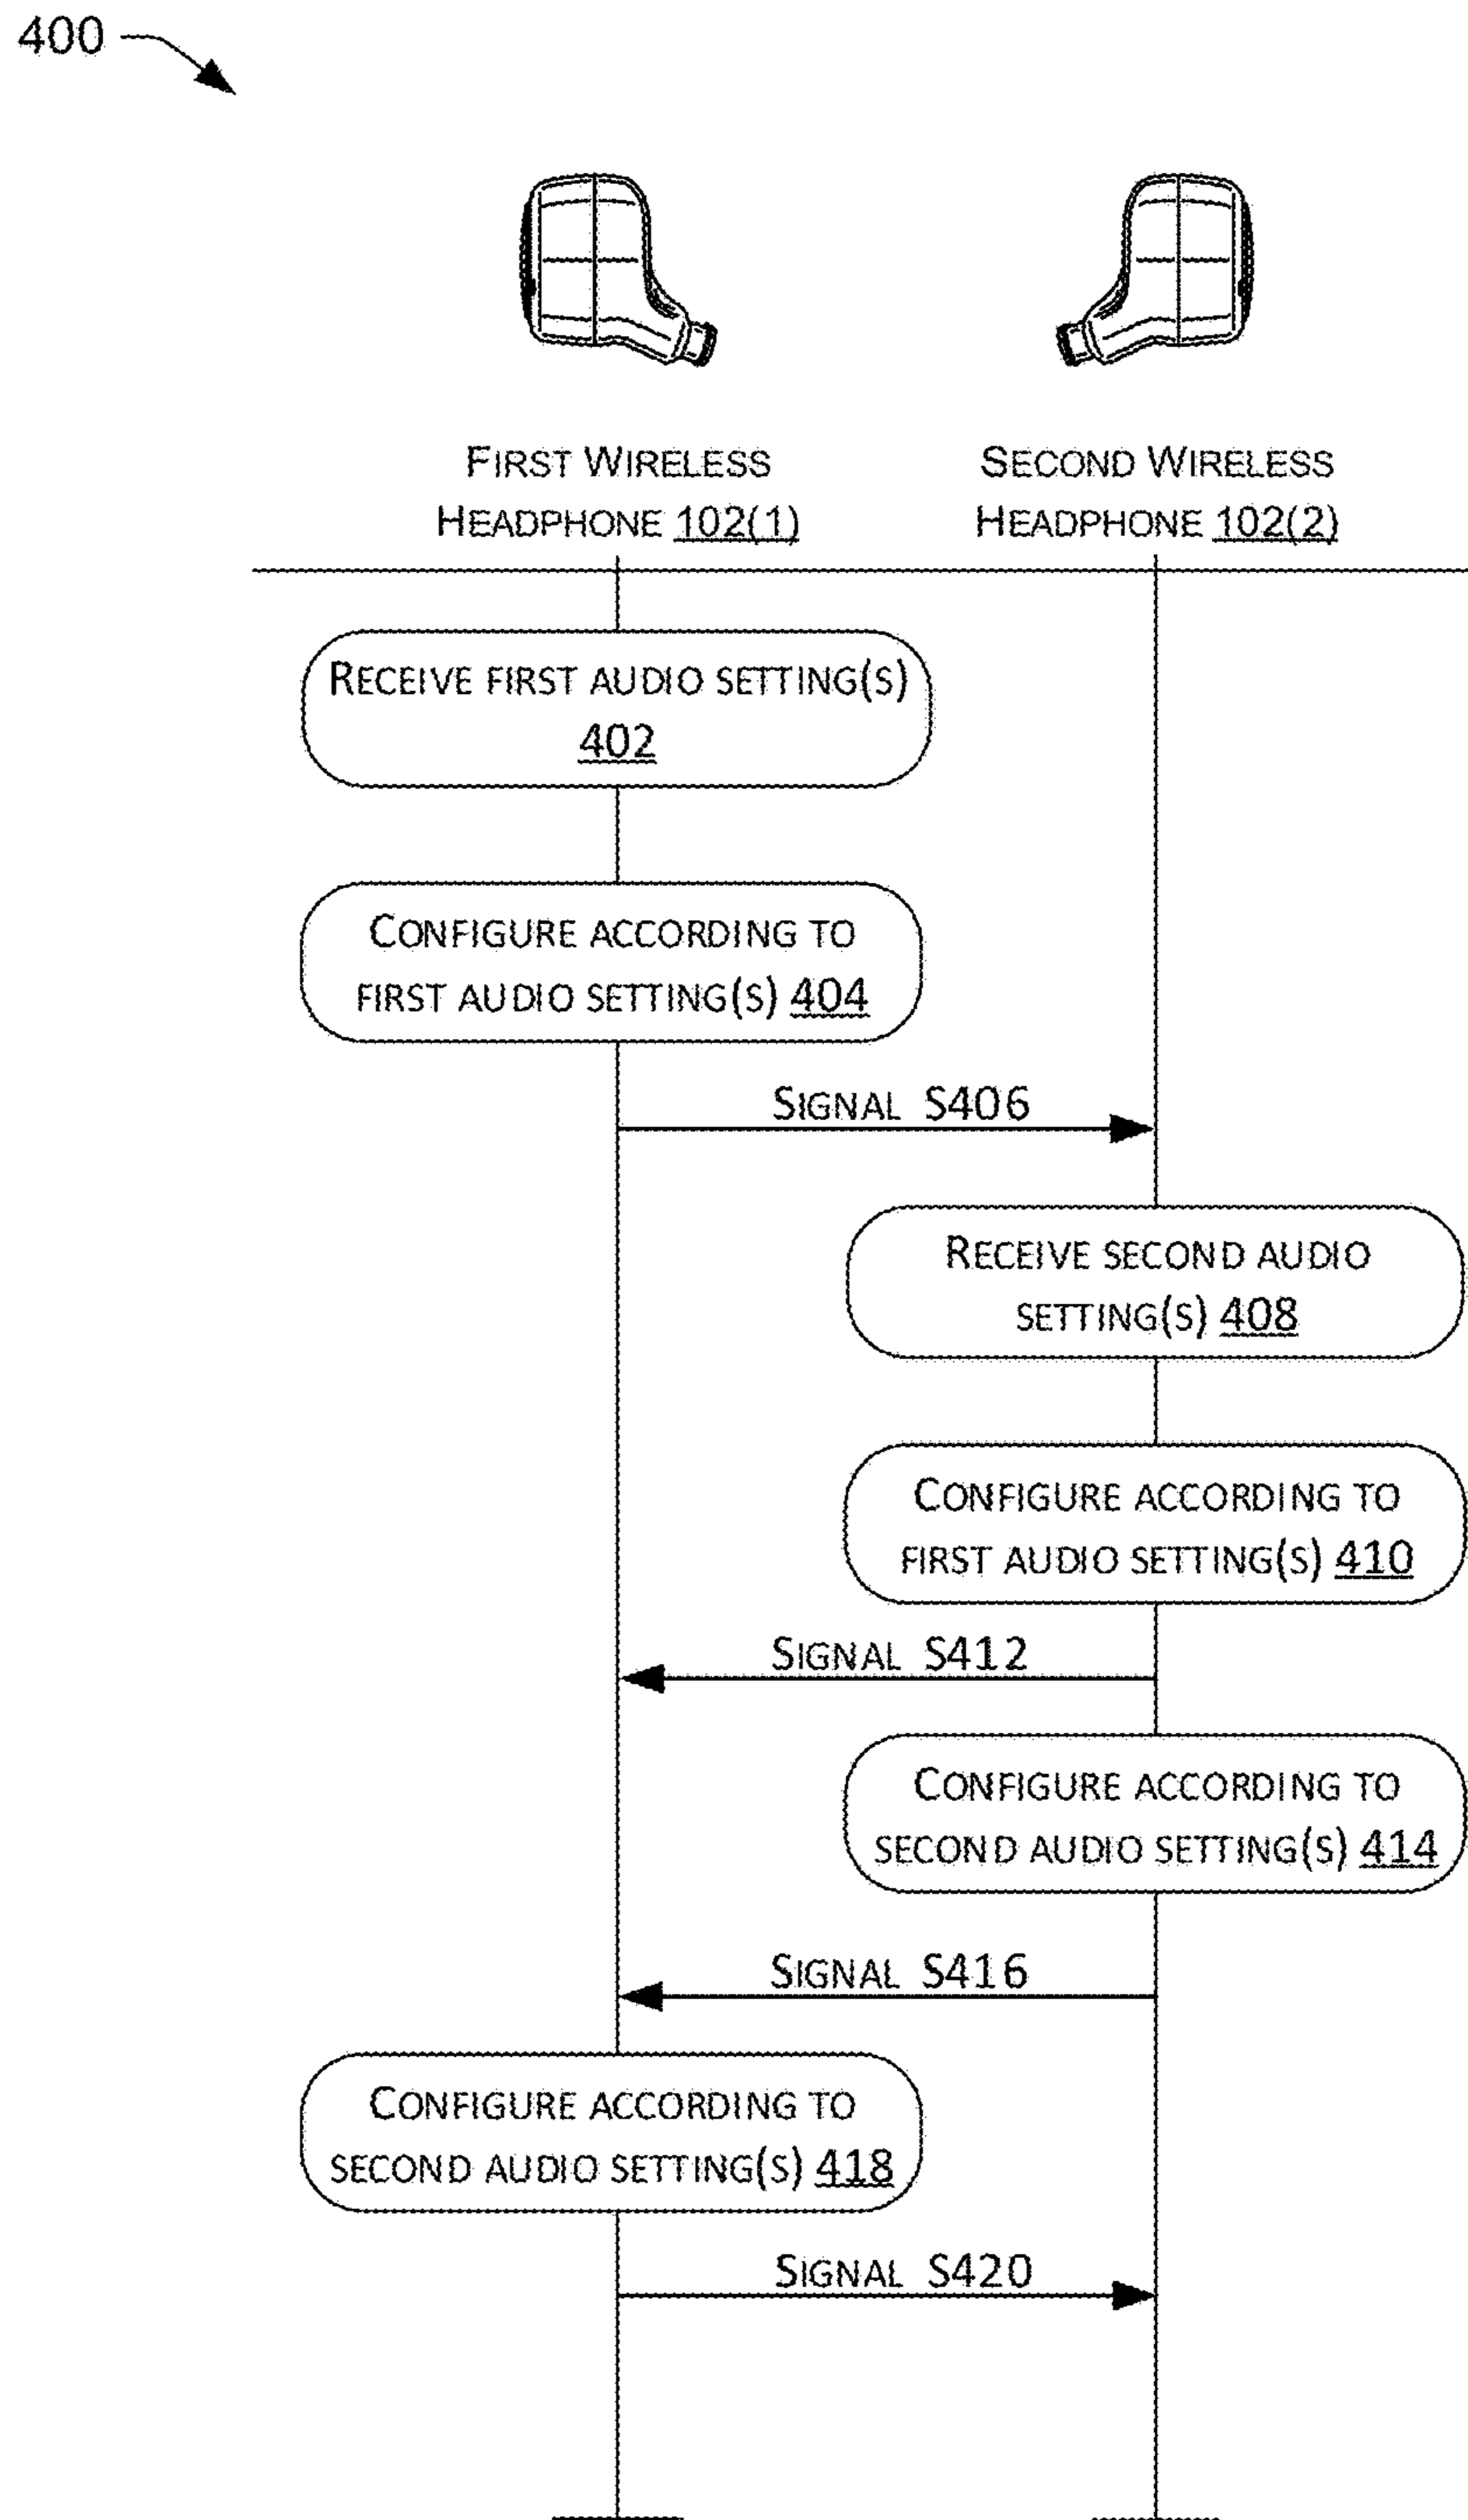 400
FIRST WIRELESS
HEADPHONE 102(1)
SECOND WIRELESS
HEADPHONE 102(2)
RECEIVE FIRST AUDIO SETTING(S)
402
CONFIGURE ACCORDING TO
FIRST AUDIO SETTING(S) 404
SIGNAL S406
RECEIVE SECOND AUDIO
SETTING(S) 408
CONFIGURE ACCORDING TO
FIRST AUDIO SETTING(S) 410
SIGNAL S412
CONFIGURE ACCORDING TO
SECOND AUDIO SETTING(S) 414
SIGNAL S416
CONFIGURE ACCORDING TO
SECOND AUDIO SETTING(S) 418
SIGNAL S420